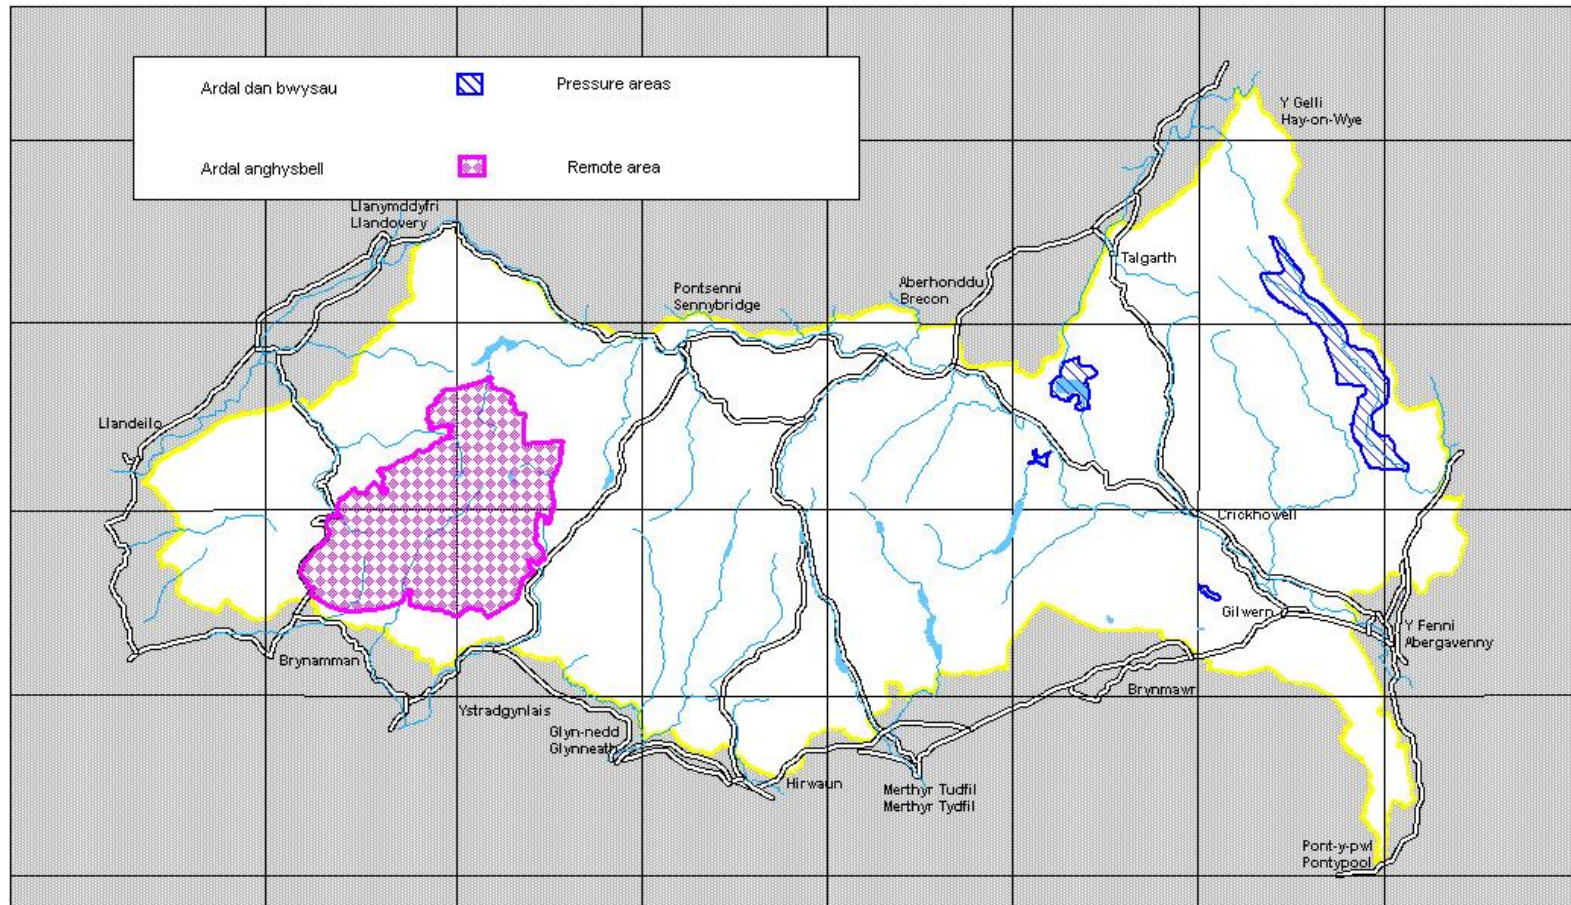 Ardal dan bwysau Pressure areas
Ardal anghysbell Remote area
Y Gelli
Hay-on-Wye
Llanymddyfri
Llandovery
Talgarth
Aberhonddu
Brecon
Pontsenni
Sennybridge
Llandeilo
Crickhowell
Gilwern
Y Fenni
Abergavenny
Brynamman
Brynmawr
Ystradgynlais
Glyn-nedd
Glynneath
Hirwaun
Merthyr Tudfil
Merthyr Tydfil
Pont-y-pwl
Pontypool